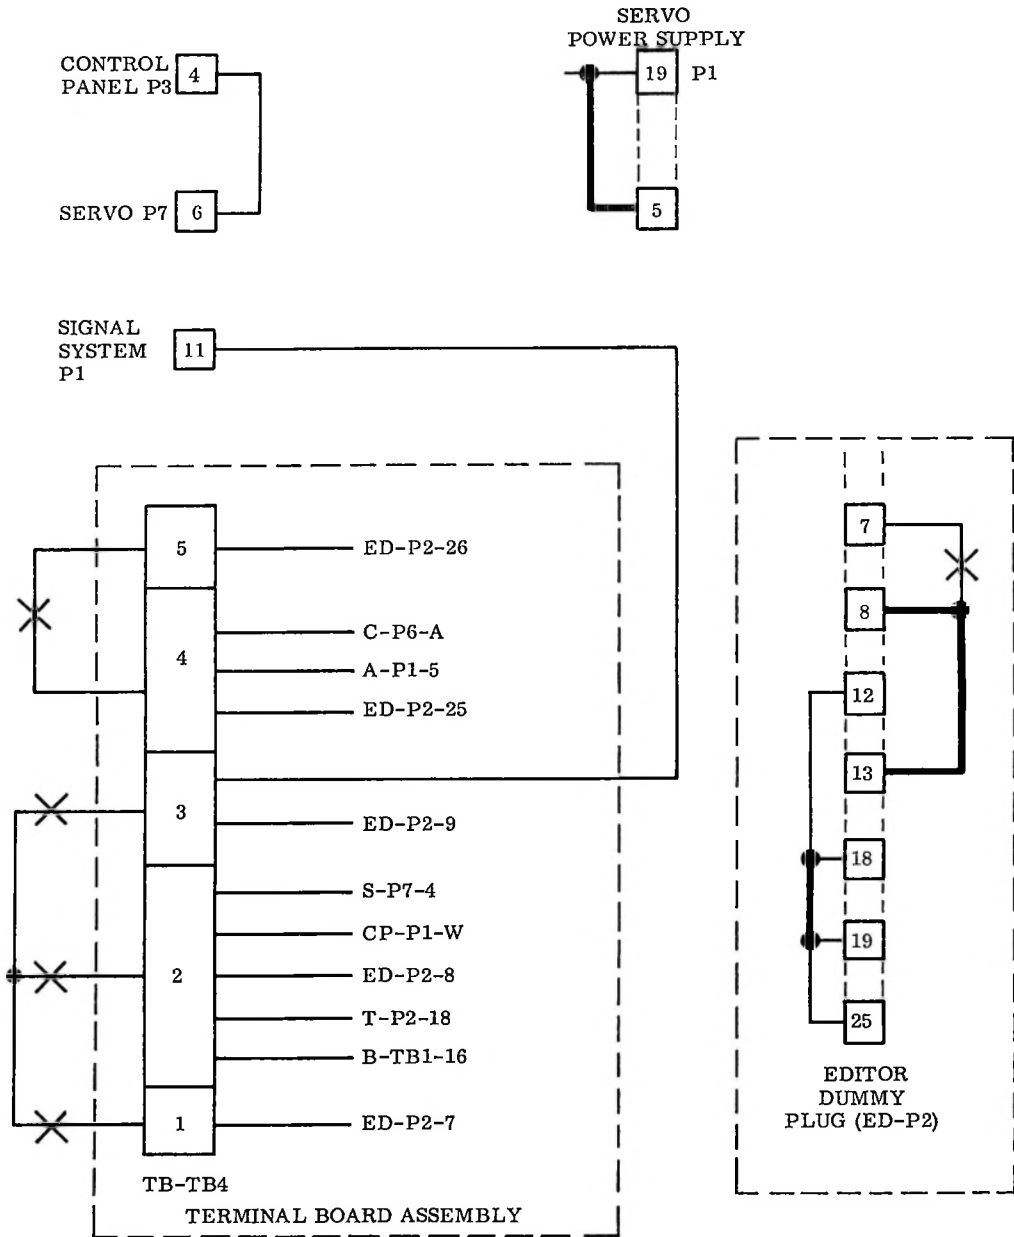 SERVO
POWER SUPPLY
CONTROL
PANEL P3
4
19
P1
SERVO P7
6
5
SIGNAL
SYSTEM
P1
11
5
ED-P2-26
4
C-P6-A
A-P1-5
ED-P2-25
3
ED-P2-9
2
S-P7-4
CP-P1-W
ED-P2-8
T-P2-18
B-TB1-16
1
ED-P2-7
TB-TB4
TERMINAL BOARD ASSEMBLY
7
8
12
13
18
19
25
EDITOR
DUMMY
PLUG (ED-P2)